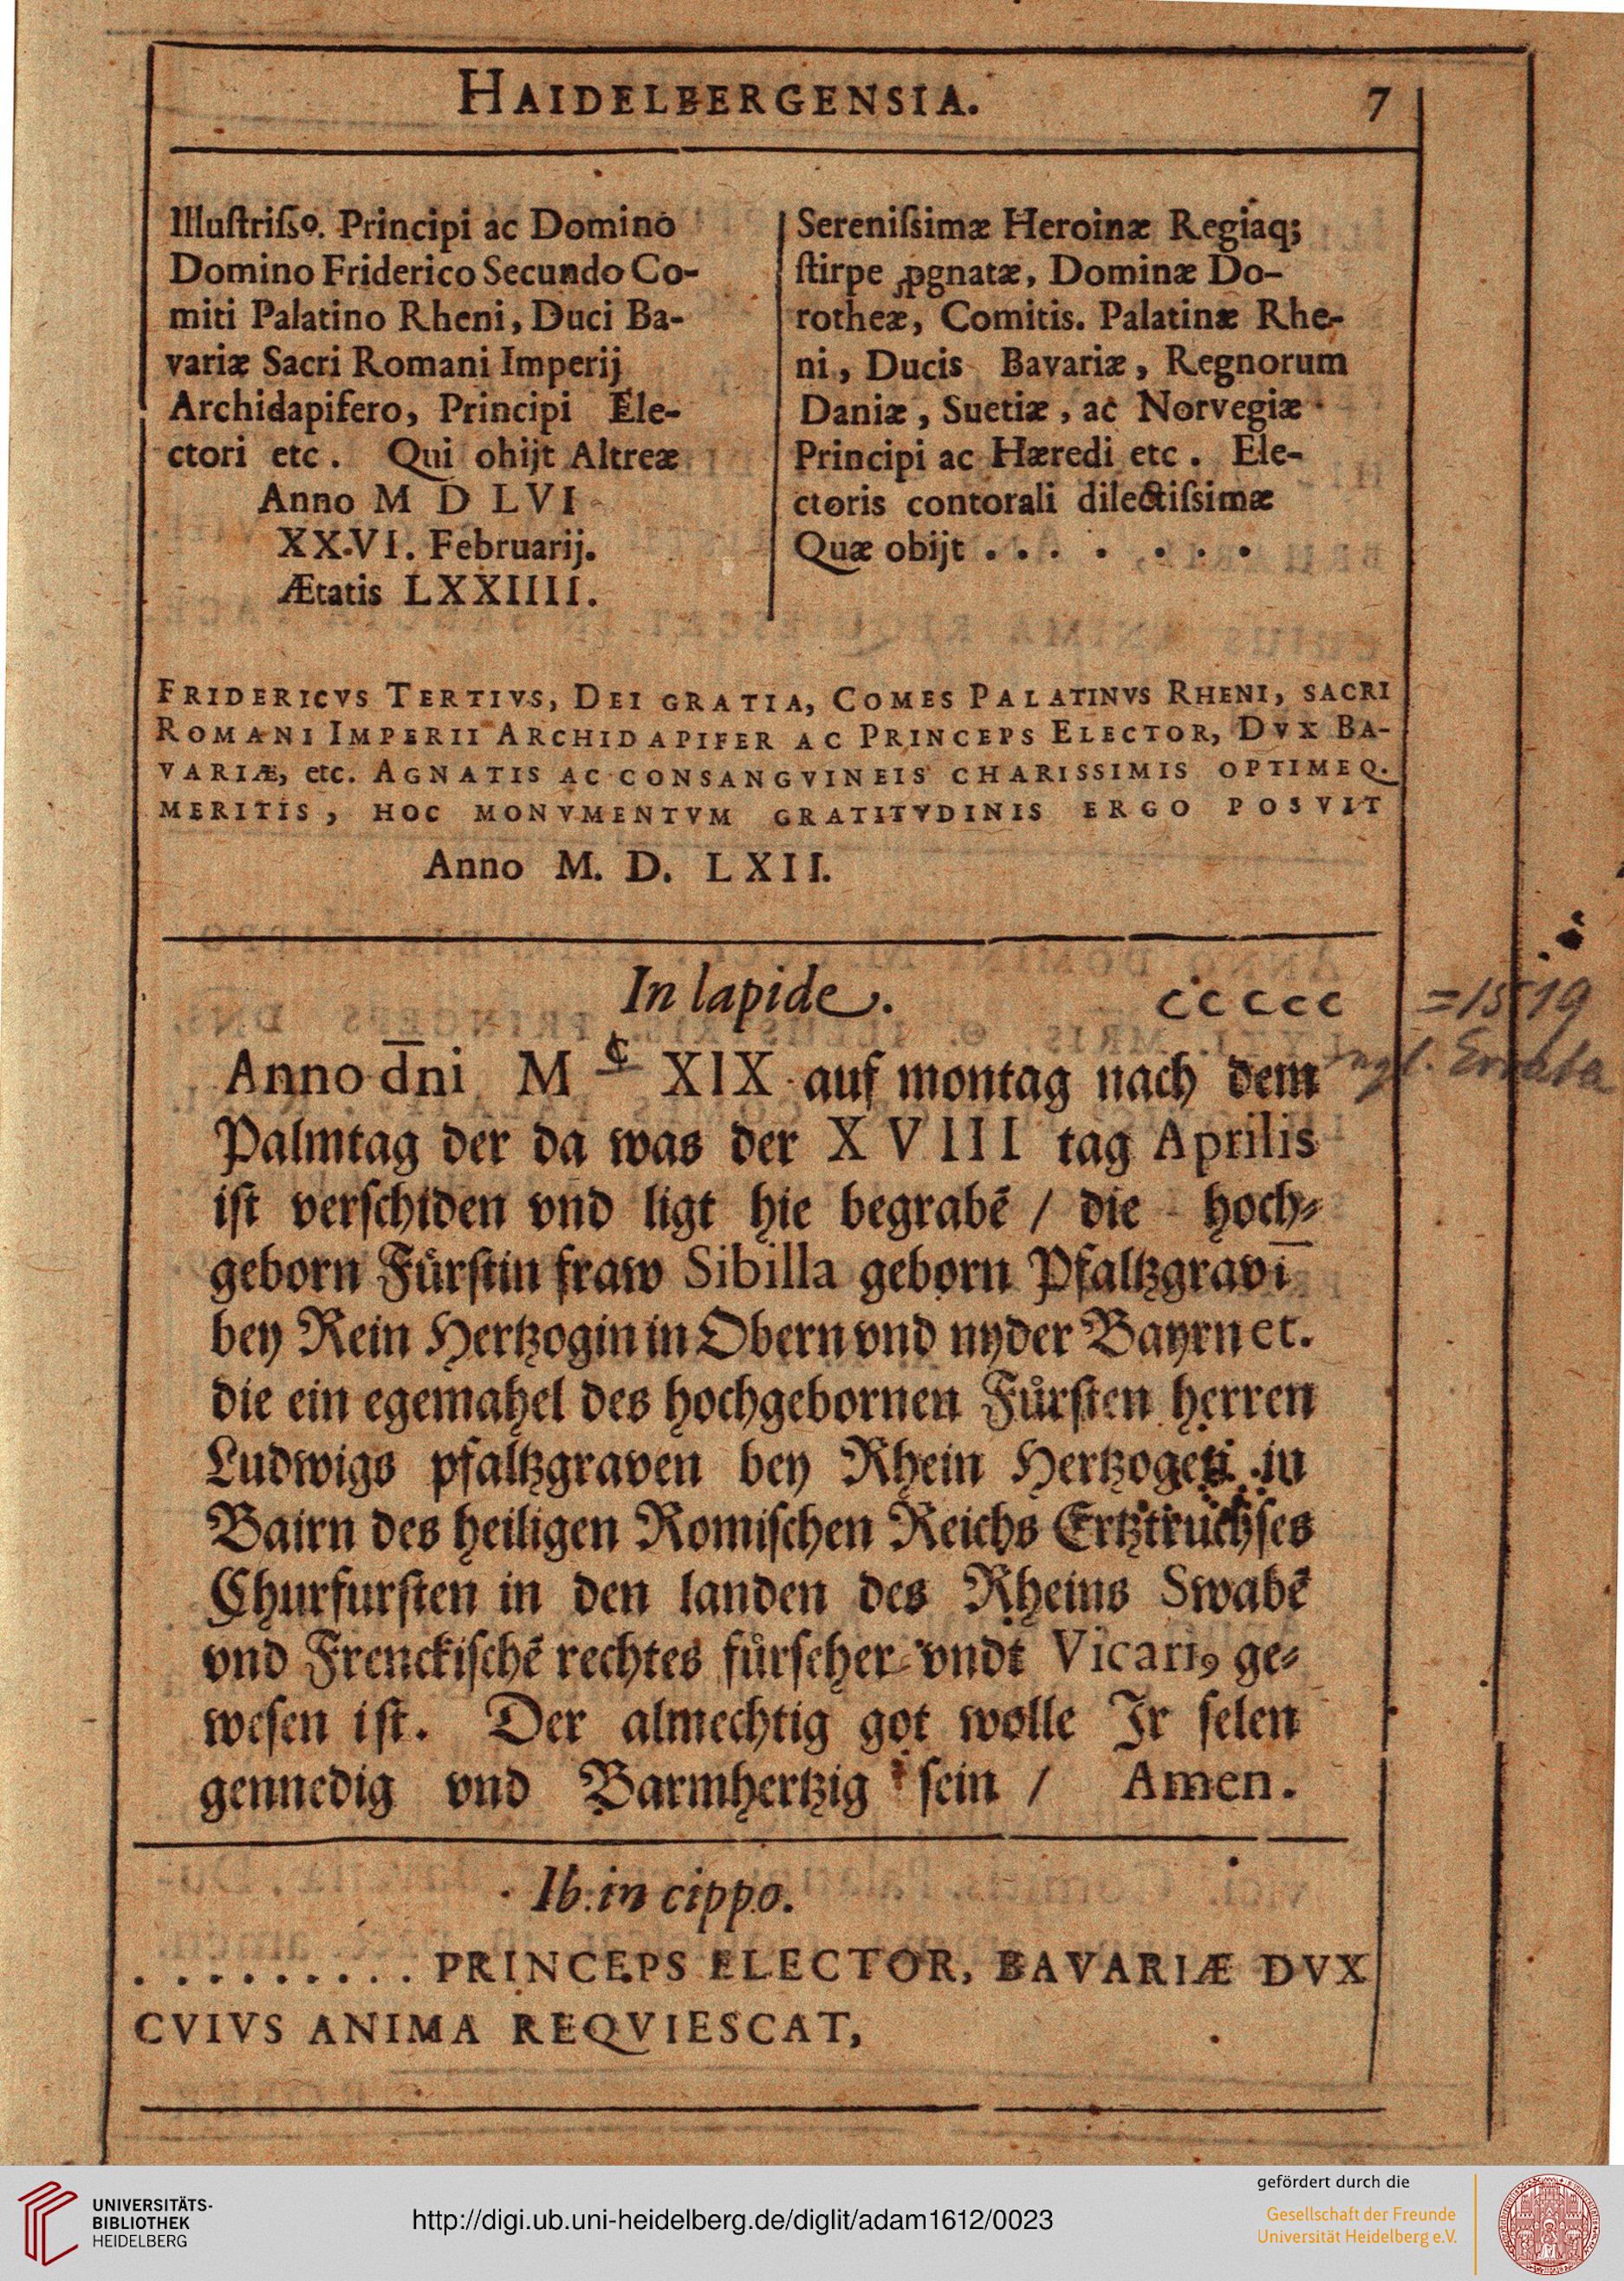 HAIDELBERGENSIA. 7
Illustrisso. Principi ac Domino
Domino Friderico Secundo Co-
miti Palatino Rheni, Duci Ba-
variæ Sacri Romani Imperij
Archidapifero, Principi Ele-
ctori etc. Qui ohijt Altreæ
Anno M D LVI
XXVI. Februarij.
Ætatis LXXIIII.
Serenissimæ Heroinæ Regiaq;
stirpe ꝓgnatæ, Dominæ Do-
rotheæ, Comitis. Palatinæ Rhe-
ni, Ducis Bavariæ, Regnorum
Daniæ, Suetiæ, ac Norvegiæ
Principi ac Hæredi etc. Ele-
ctoris contorali dilectissimæ
Quæ obijt . . . . . . .
FRIDERICVS TERTIVS, DEI GRATIA, COMES PALATINVS RHENI, SACRI
ROMANI IMPERII ARCHIDAPIFER AC PRINCEPS ELECTOR, DVX BA-
VARIÆ, etc. AGNATIS AC CONSANGVINEIS CHARISSIMIS OPTIMEQ.
MERITIS, HOC MONVMENTVM GRATITVDINIS ERGO POSVIT
Anno M. D. LXII.
In lapide.
c c c c c =1519
Anno dn̄i M ¢ XIX auf montag nach dem vgl. Errata
Palmtag der da was der XVIII tag Aprilis
ist verschiden vnd ligt hie begrabē / die hoch-
geborn Fůrstin fraw Sibilla geborn Pfaltzgravī
bey Rein Hertzogin in Obern vnd nyder Bayrn et.
die ein egemahel des hochgebornen Fůrsten herren
Ludwigs pfaltzgraven bey Rhein Hertzogen in
Bairn des heiligen Romischen Reichs Ertztruchses
Churfursten in den landen des Rheins Swabē
vnd Frenckischē rechtes fůrseher vndt Vicariꝰ ge-
wesen ist. Der almechtig got wolle Ir selen
gennedig vnd Barmhertzig sein / Amen.
Ib. in cippo.
. . . . . . . . . . PRINCEPS ELECTOR, BAVARIÆ DVX
CVIVS ANIMA REQVIESCAT,
UNIVERSITÄTS-
BIBLIOTHEK
HEIDELBERG
http://digi.ub.uni-heidelberg.de/diglit/adam1612/0023
gefördert durch die
Gesellschaft der Freunde
Universität Heidelberg e.V.